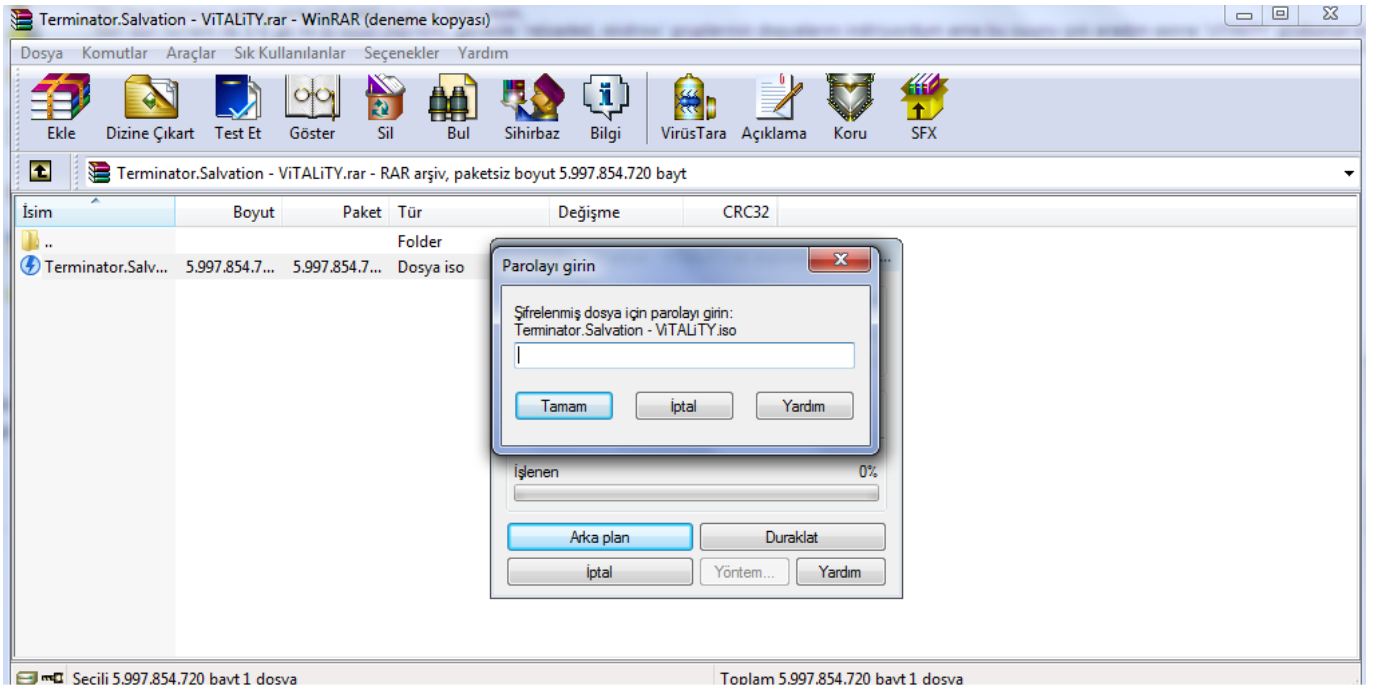 Terminator.Salvation - ViTALiTY.rar - WinRAR (deneme kopyası)
Dosya Komutlar Araçlar Sık Kullanılanlar Seçenekler Yardım
Ekle Dizine Çıkart Test Et Göster Sil Bul Sihirbaz Bilgi VirüsTara Açıklama Koru SFX
Terminator.Salvation - ViTALiTY.rar - RAR arşiv, paketsiz boyut 5.997.854.720 bayt
İsim Boyut Paket Tür Değişme CRC32
.. Folder
Terminator.Salv... 5.997.854.7... 5.997.854.7... Dosya iso
...
Parolayı girin
Şifrelenmiş dosya için parolayı girin:
Terminator.Salvation - ViTALiTY.iso
Tamam İptal Yardım
İşlenen 0%
Arka plan Duraklat
İptal Yöntem... Yardım
Seçili 5.997.854.720 bayt 1 dosya Toplam 5.997.854.720 bayt 1 dosya